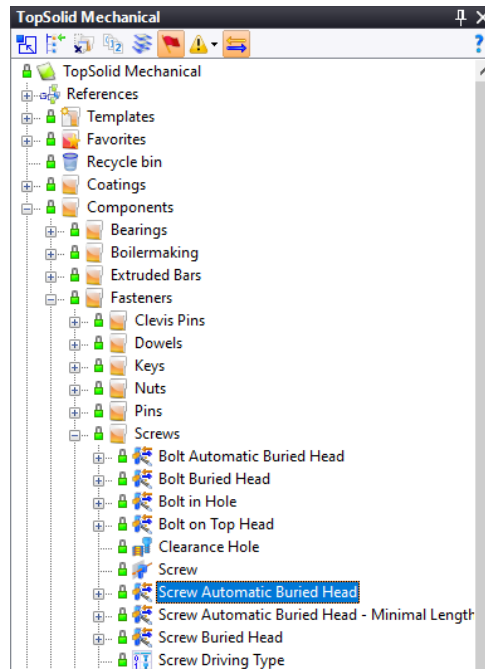 TopSolid Mechanical
TopSolid Mechanical
References
Templates
Favorites
Recycle bin
Coatings
Components
Bearings
Boilermaking
Extruded Bars
Fasteners
Clevis Pins
Dowels
Keys
Nuts
Pins
Screws
Bolt Automatic Buried Head
Bolt Buried Head
Bolt in Hole
Bolt on Top Head
Clearance Hole
Screw
Screw Automatic Buried Head
Screw Automatic Buried Head - Minimal Length
Screw Buried Head
Screw Driving Type